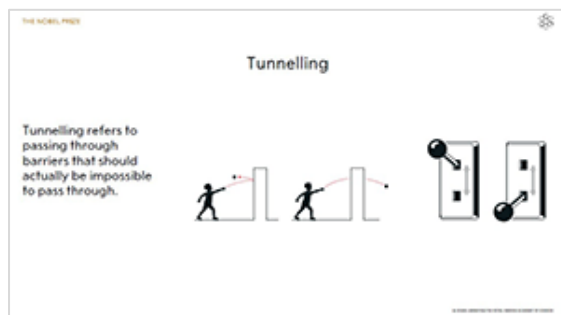 THE NOBEL PRIZE
Tunnelling
Tunnelling refers to
passing through
barriers that should
actually be impossible
to pass through.